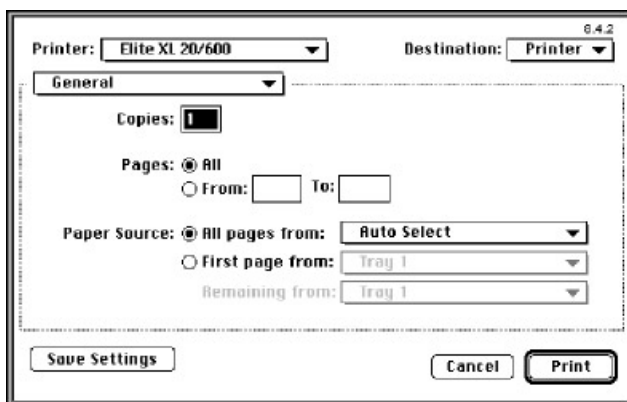 8.4.2
Printer: Elite XL 20/600 Destination: Printer
General
Copies: 1
Pages: All
From: To:
Paper Source: All pages from: Auto Select
First page from: Tray 1
Remaining from: Tray 1
Save Settings Cancel Print